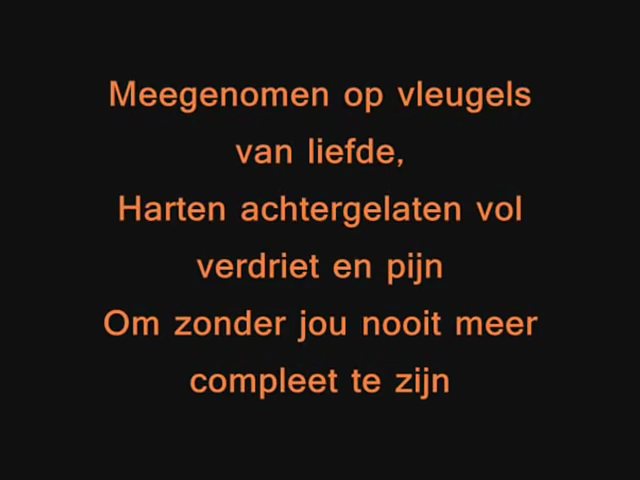 Meegenomen op vleugels
van liefde,
Harten achtergelaten vol
verdriet en pijn
Om zonder jou nooit meer
compleet te zijn